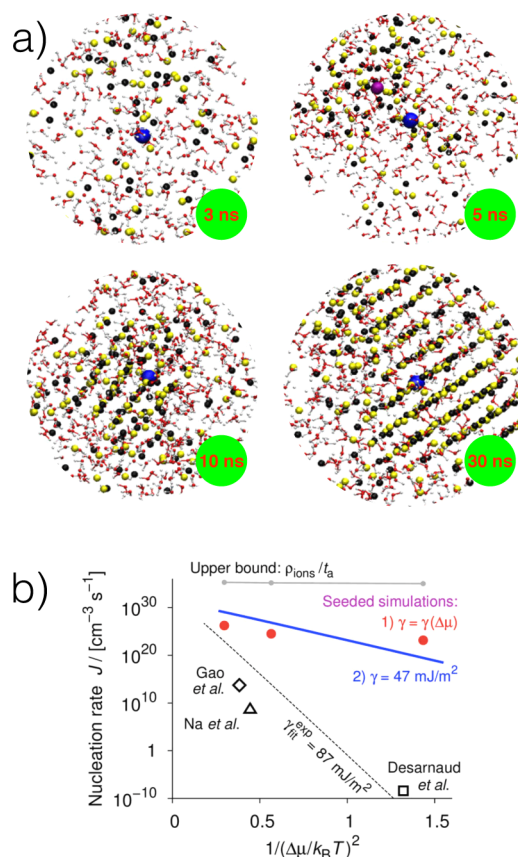 a)
3 ns
5 ns
10 ns
30 ns
b)
Upper bound: ρions/ta
Seeded simulations:
1) γ = γ(Δμ)
2) γ = 47 mJ/m²
Gao
et al.
Na et al.
γ^exp_fit = 87 mJ/m²
Desarnaud
et al.
Nucleation rate J / [cm⁻³ s⁻¹]
10³⁰
10²⁰
10¹⁰
1
10⁻¹⁰
0 0.5 1 1.5
1/(Δμ/kBT)²